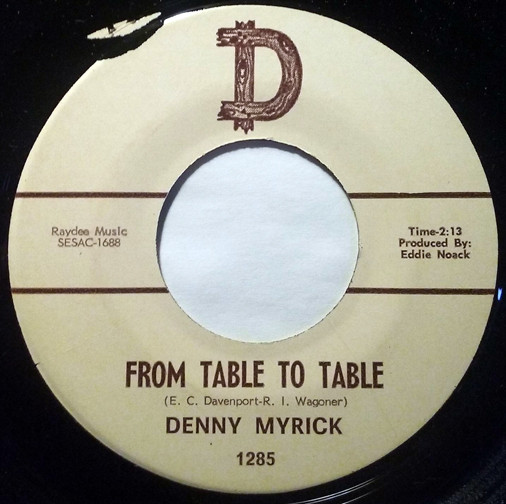 D
Raydee Music
SESAC-1688
Time-2:13
Produced By:
Eddie Noack
FROM TABLE TO TABLE
(E. C. Davenport-R. I. Wagoner)
DENNY MYRICK
1285